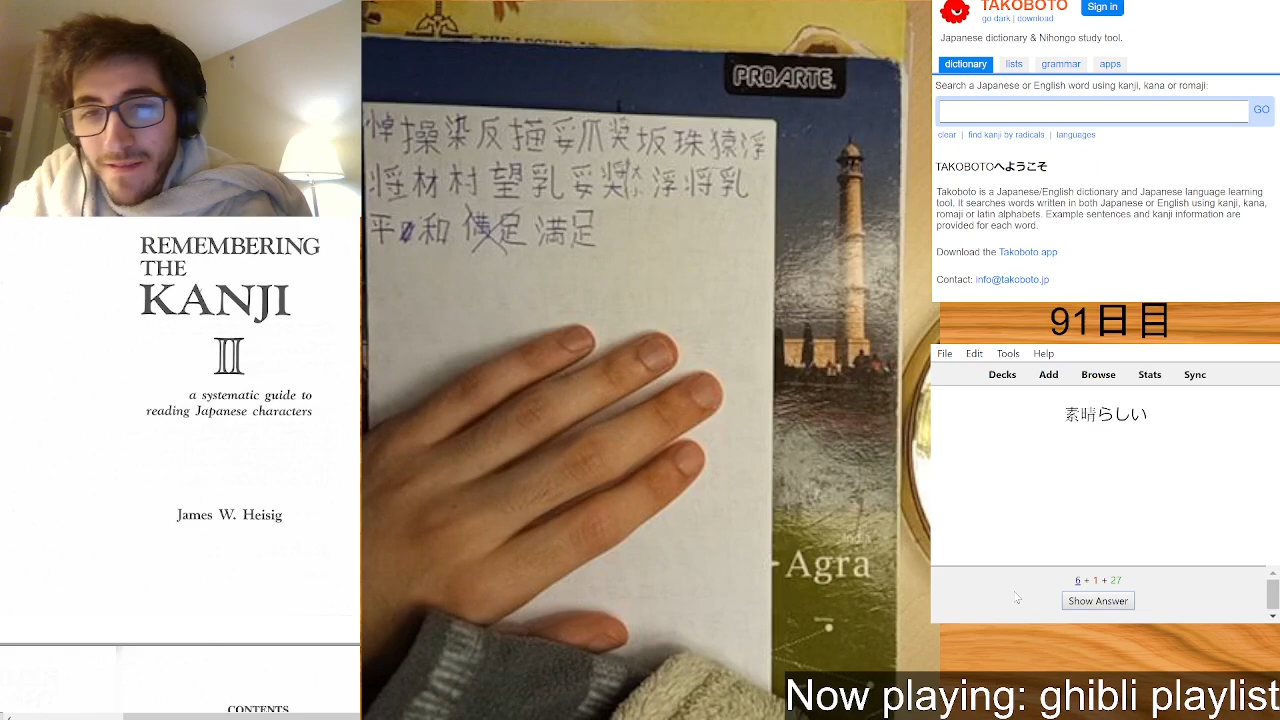 REMEMBERING
THE
KANJI
II
a systematic guide to
reading Japanese characters
James W. Heisig
CONTENTS
THE LEGEND OF
PROARTE
悼操染反描妥爪奨坂珠猿浮
将材村望乳妥奨浮将乳
平和 満足
India
Agra
TAKOBOTO
go dark | download
Sign in
Japanese dictionary & Nihongo study tool.
dictionary lists grammar apps
Search a Japanese or English word using kanji, kana or romaji:
GO
clear | find kanji by radicals | languages
TAKOBOTOへようこそ
Takoboto is a Japanese/English dictionary and Japanese language learning
tool. It searches words written in both Japanese or English using kanji, kana,
romaji or latin alphabets. Example sentences and kanji information are
provided for each word.
Download the Takoboto app
Contact: info@takoboto.jp
91日目
File Edit Tools Help
Decks Add Browse Stats Sync
素晴らしい
6 + 1 + 27
Show Answer
Now playing: ghibli playlist